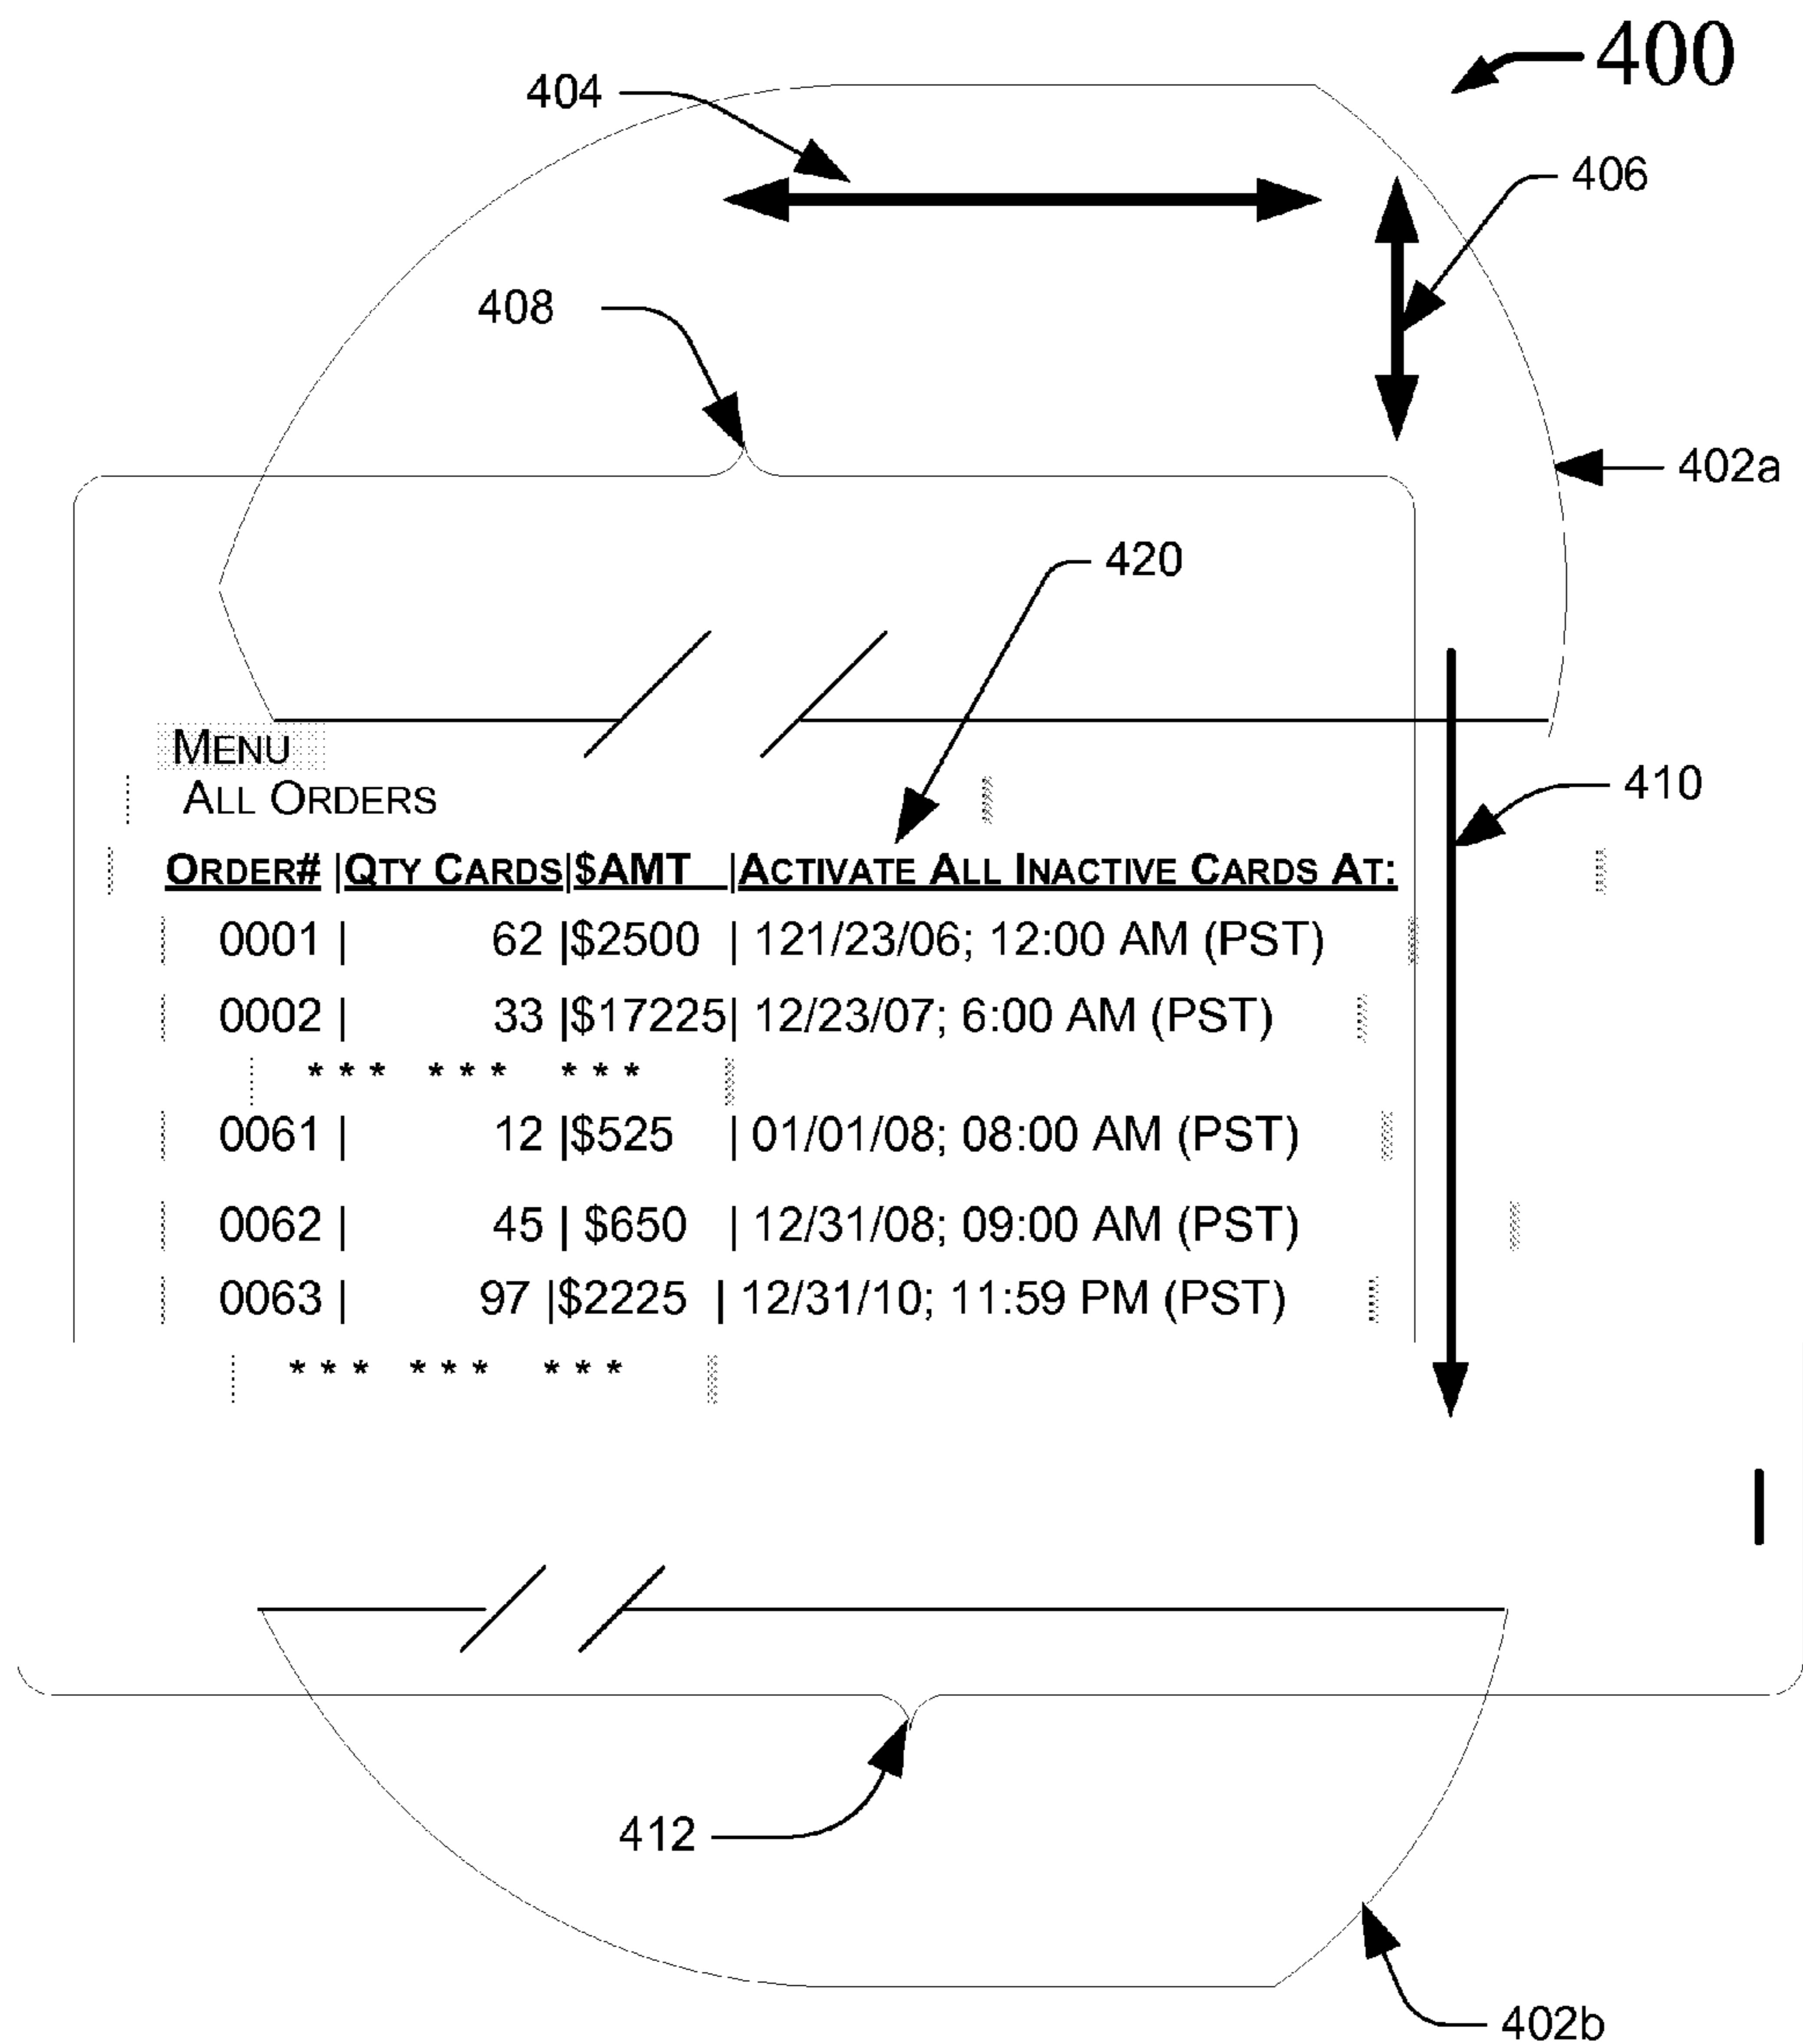 400
404
406
408
402a
420
MENU
ALL ORDERS
410
ORDER# |QTY CARDS|$AMT |ACTIVATE ALL INACTIVE CARDS AT:
0001 | 62 |$2500 | 121/23/06; 12:00 AM (PST)
0002 | 33 |$17225| 12/23/07; 6:00 AM (PST)
* * * * * * * * *
0061 | 12 |$525 | 01/01/08; 08:00 AM (PST)
0062 | 45 | $650 | 12/31/08; 09:00 AM (PST)
0063 | 97 |$2225 | 12/31/10; 11:59 PM (PST)
* * * * * * * * *
412
402b